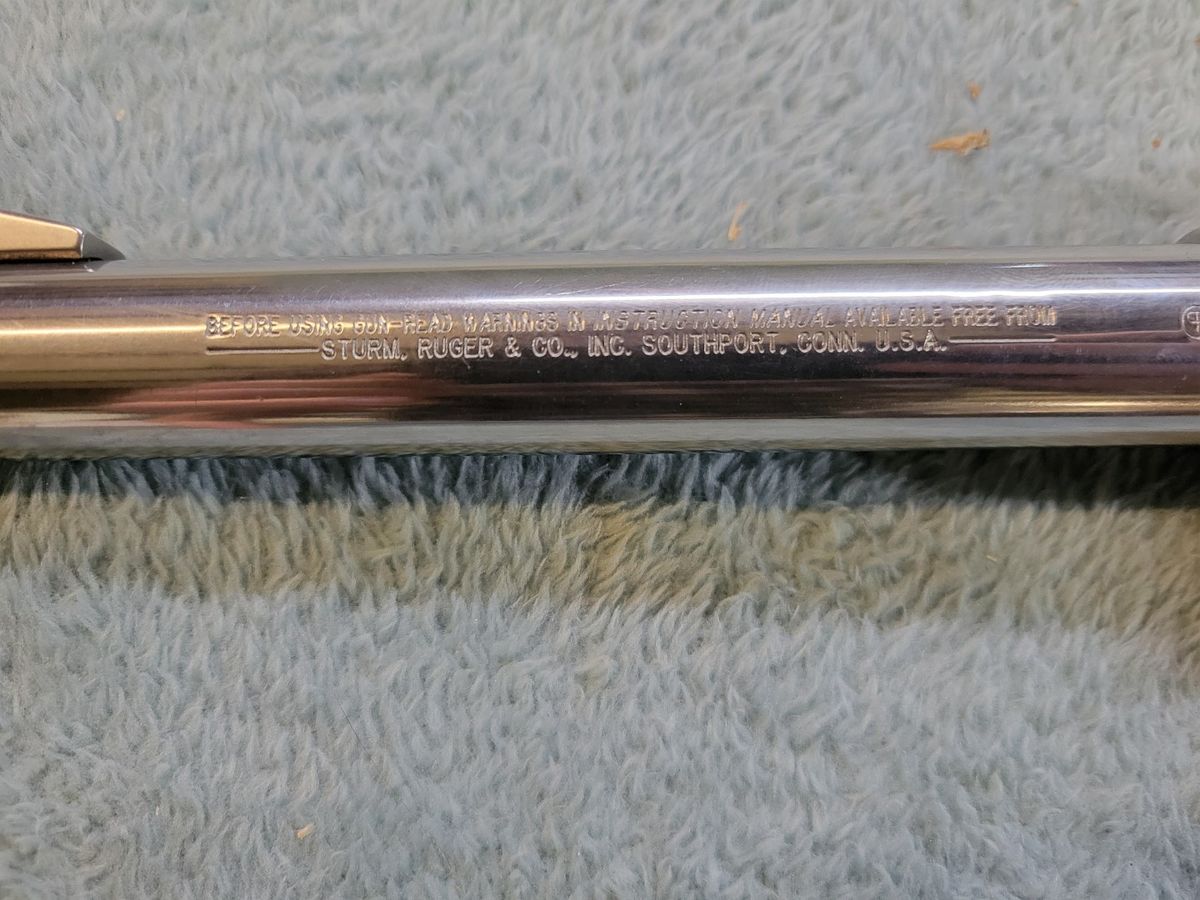 BEFORE USING GUN-READ WARNINGS IN INSTRUCTION MANUAL AVAILABLE FREE FROM
STURM, RUGER & CO., INC. SOUTHPORT, CONN. U.S.A.